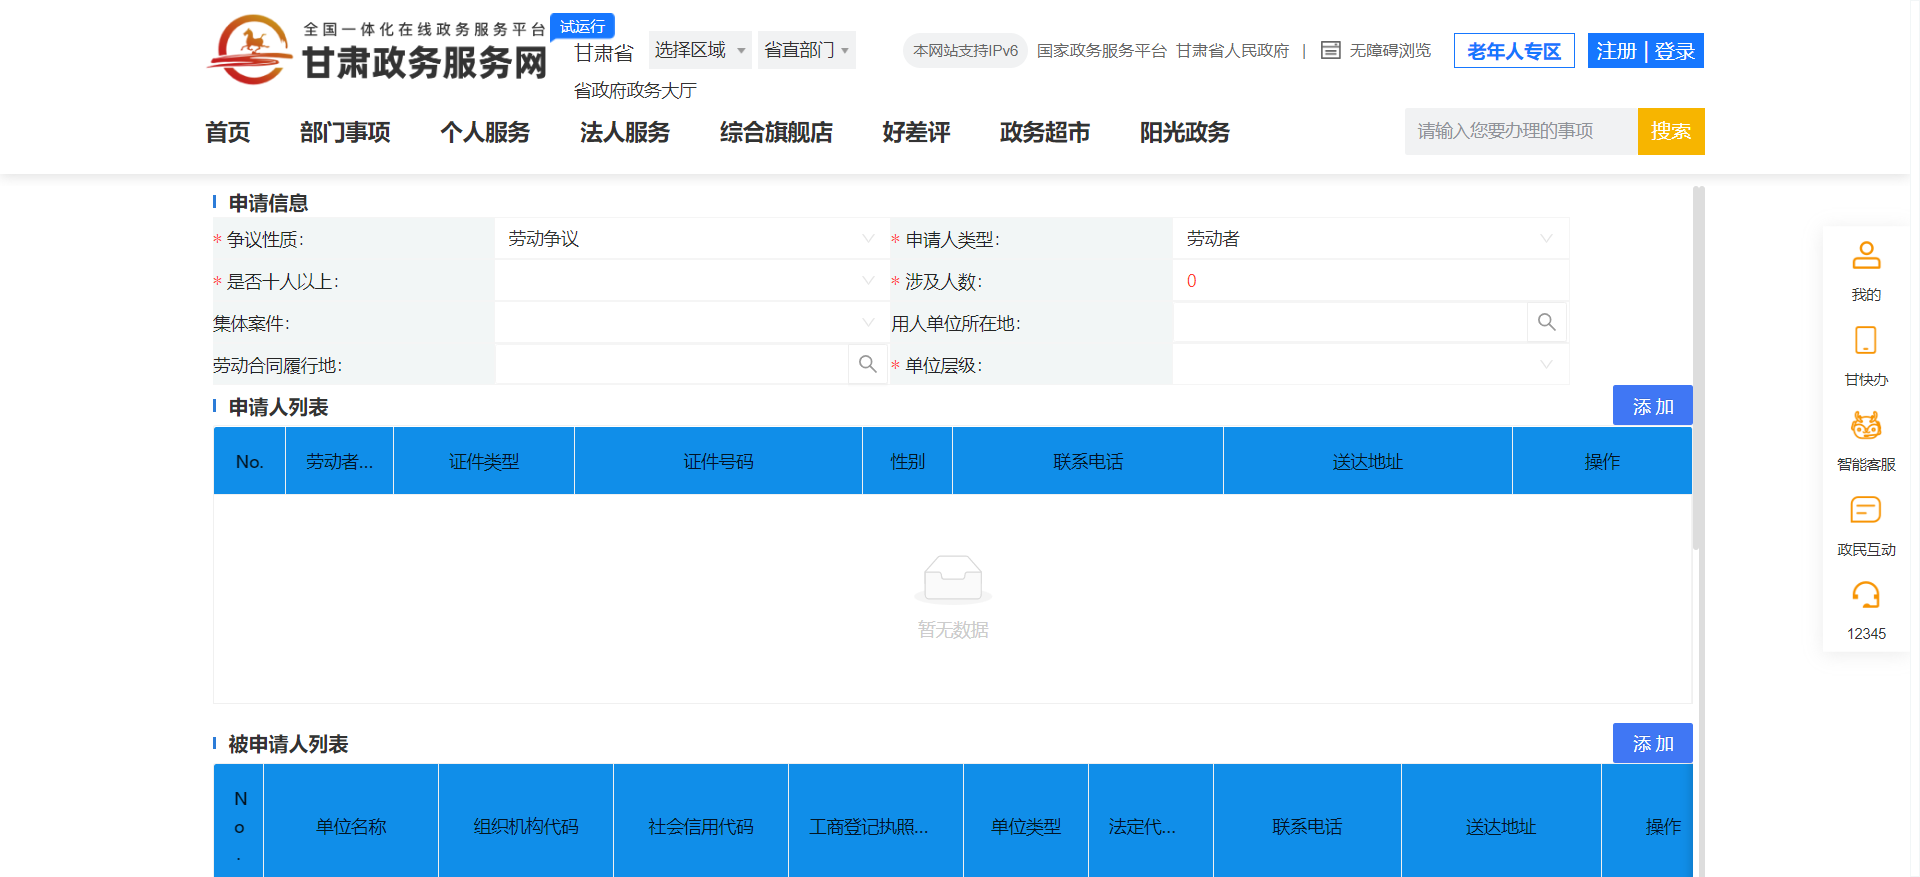 全国一体化在线政务服务平台
甘肃政务服务网
试运行
甘肃省 选择区域 省直部门
省政府政务大厅
本网站支持IPv6 国家政务服务平台 甘肃省人民政府 | 无障碍浏览
老年人专区
注册 | 登录
首页 部门事项 个人服务 法人服务 综合旗舰店 好差评 政务超市 阳光政务
请输入您要办理的事项 搜索
申请信息
* 争议性质: 劳动争议 * 申请人类型: 劳动者
* 是否十人以上: * 涉及人数: 0
集体案件: 用人单位所在地:
劳动合同履行地: * 单位层级:
申请人列表 添加
No. 劳动者... 证件类型 证件号码 性别 联系电话 送达地址 操作
暂无数据
被申请人列表 添加
No. 单位名称 组织机构代码 社会信用代码 工商登记执照... 单位类型 法定代... 联系电话 送达地址 操作
我的
甘快办
智能客服
政民互动
12345